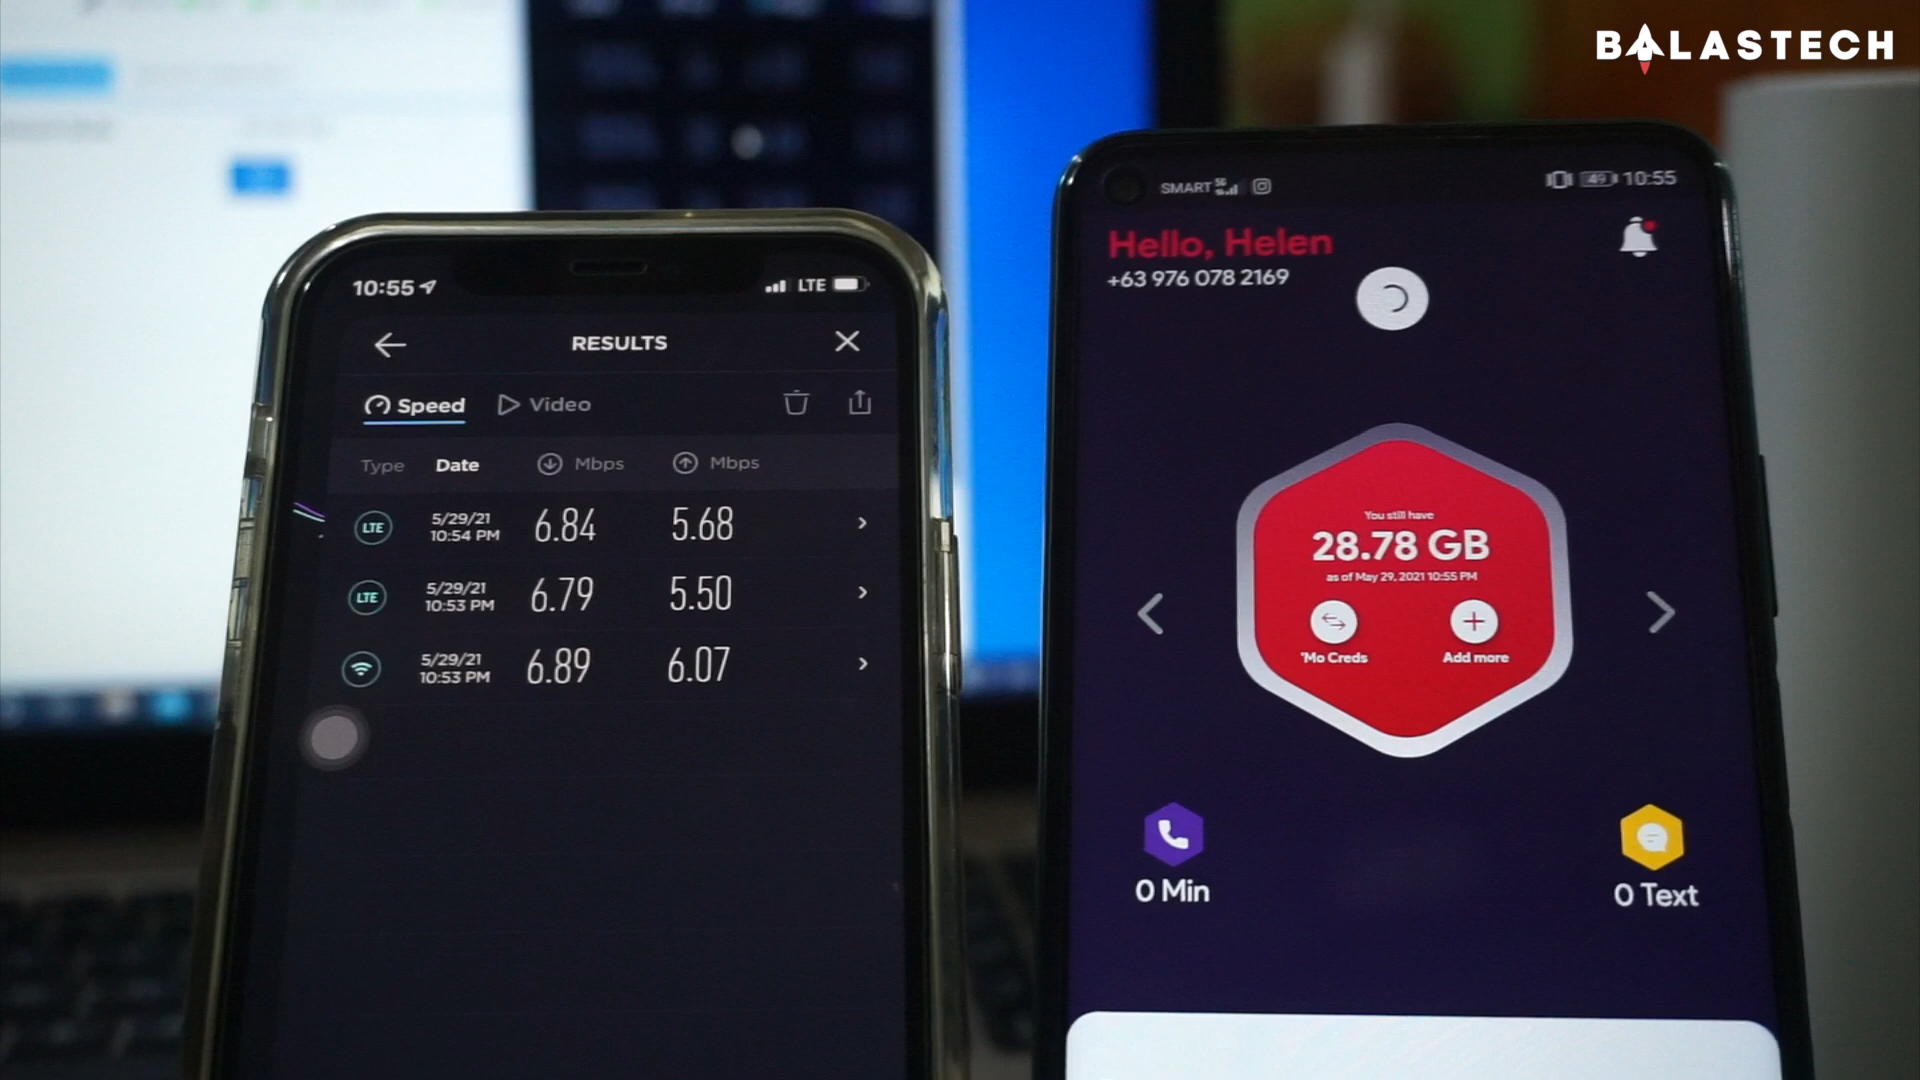 BALASTECH
10:55
LTE
RESULTS
Speed
Video
Type
Date
Mbps
Mbps
LTE
5/29/21
10:54 PM
6.84
5.68
LTE
5/29/21
10:53 PM
6.79
5.50
5/29/21
10:53 PM
6.89
6.07
SMART 5G
49
10:55
Hello, Helen
+63 976 078 2169
You still have
28.78 GB
as of May 29, 2021 10:55 PM
'Mo Creds
Add more
0 Min
0 Text